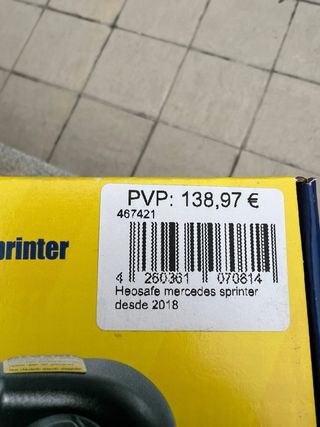 PVP: 138,97 €
467421
4 260361 070814
printer
Heosafe mercedes sprinter
desde 2018